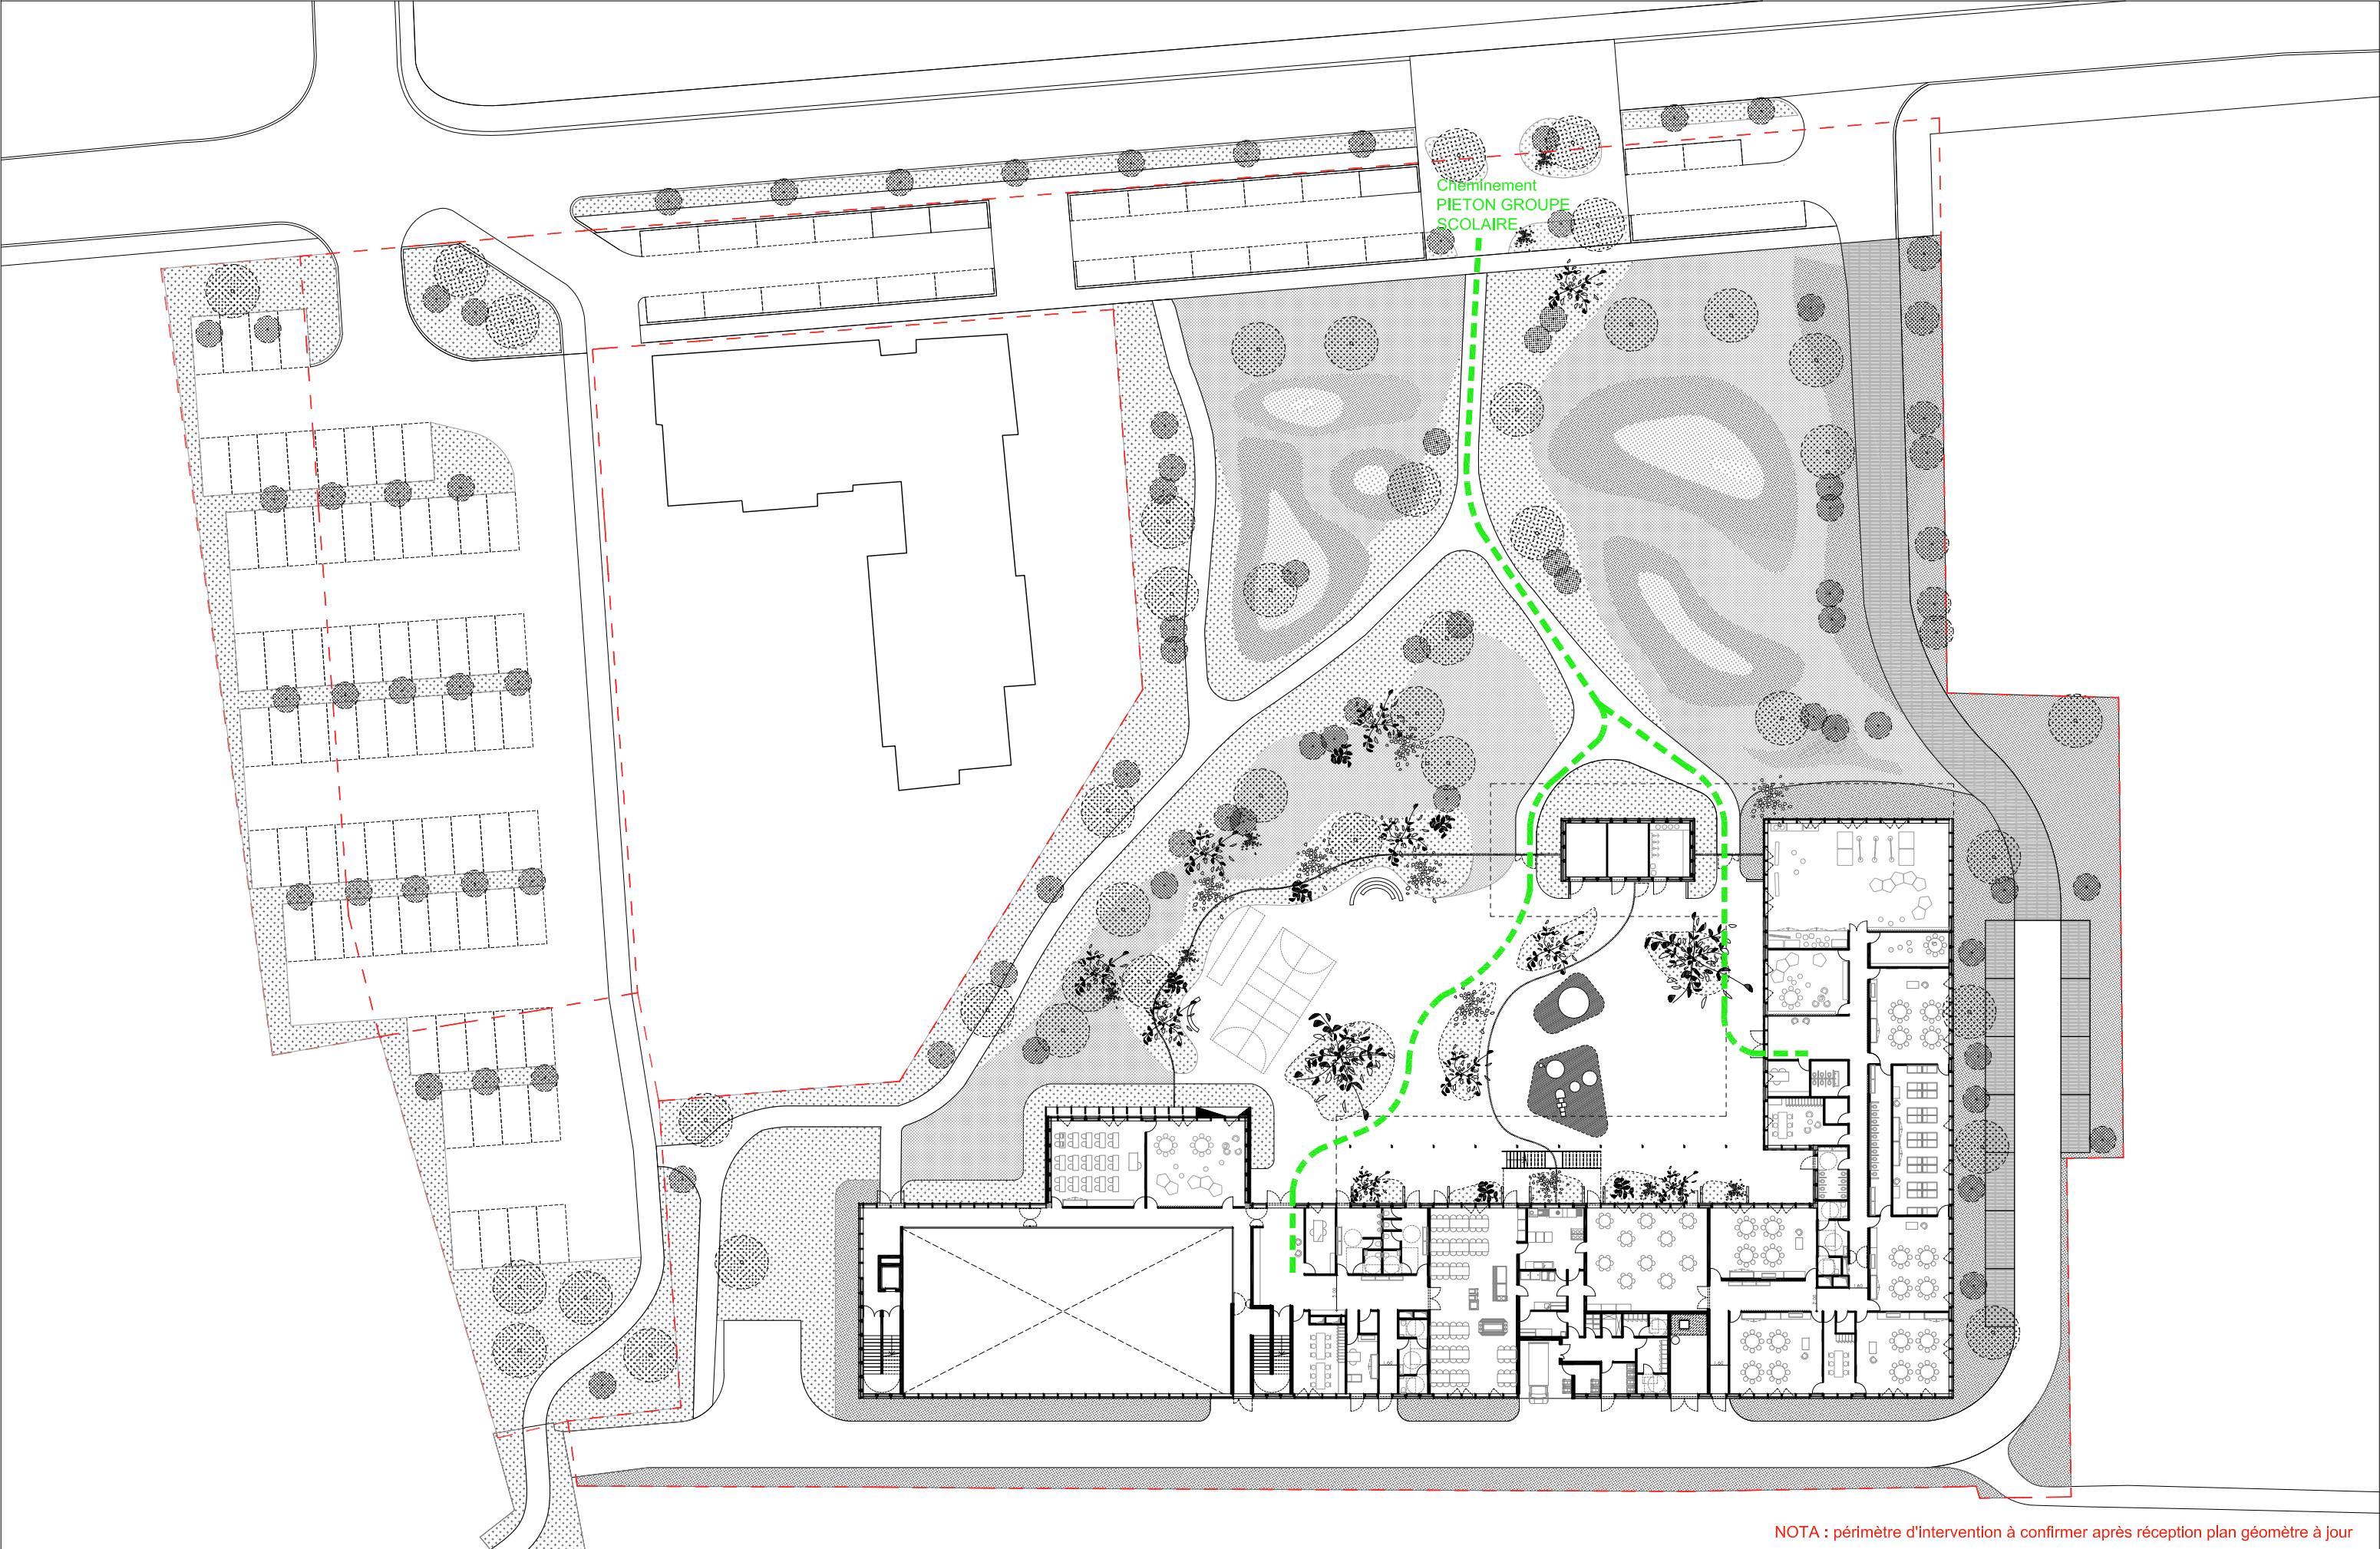 Cheminement
PIETON GROUPE
SCOLAIRE
NOTA : périmètre d'intervention à confirmer après réception plan géomètre à jour